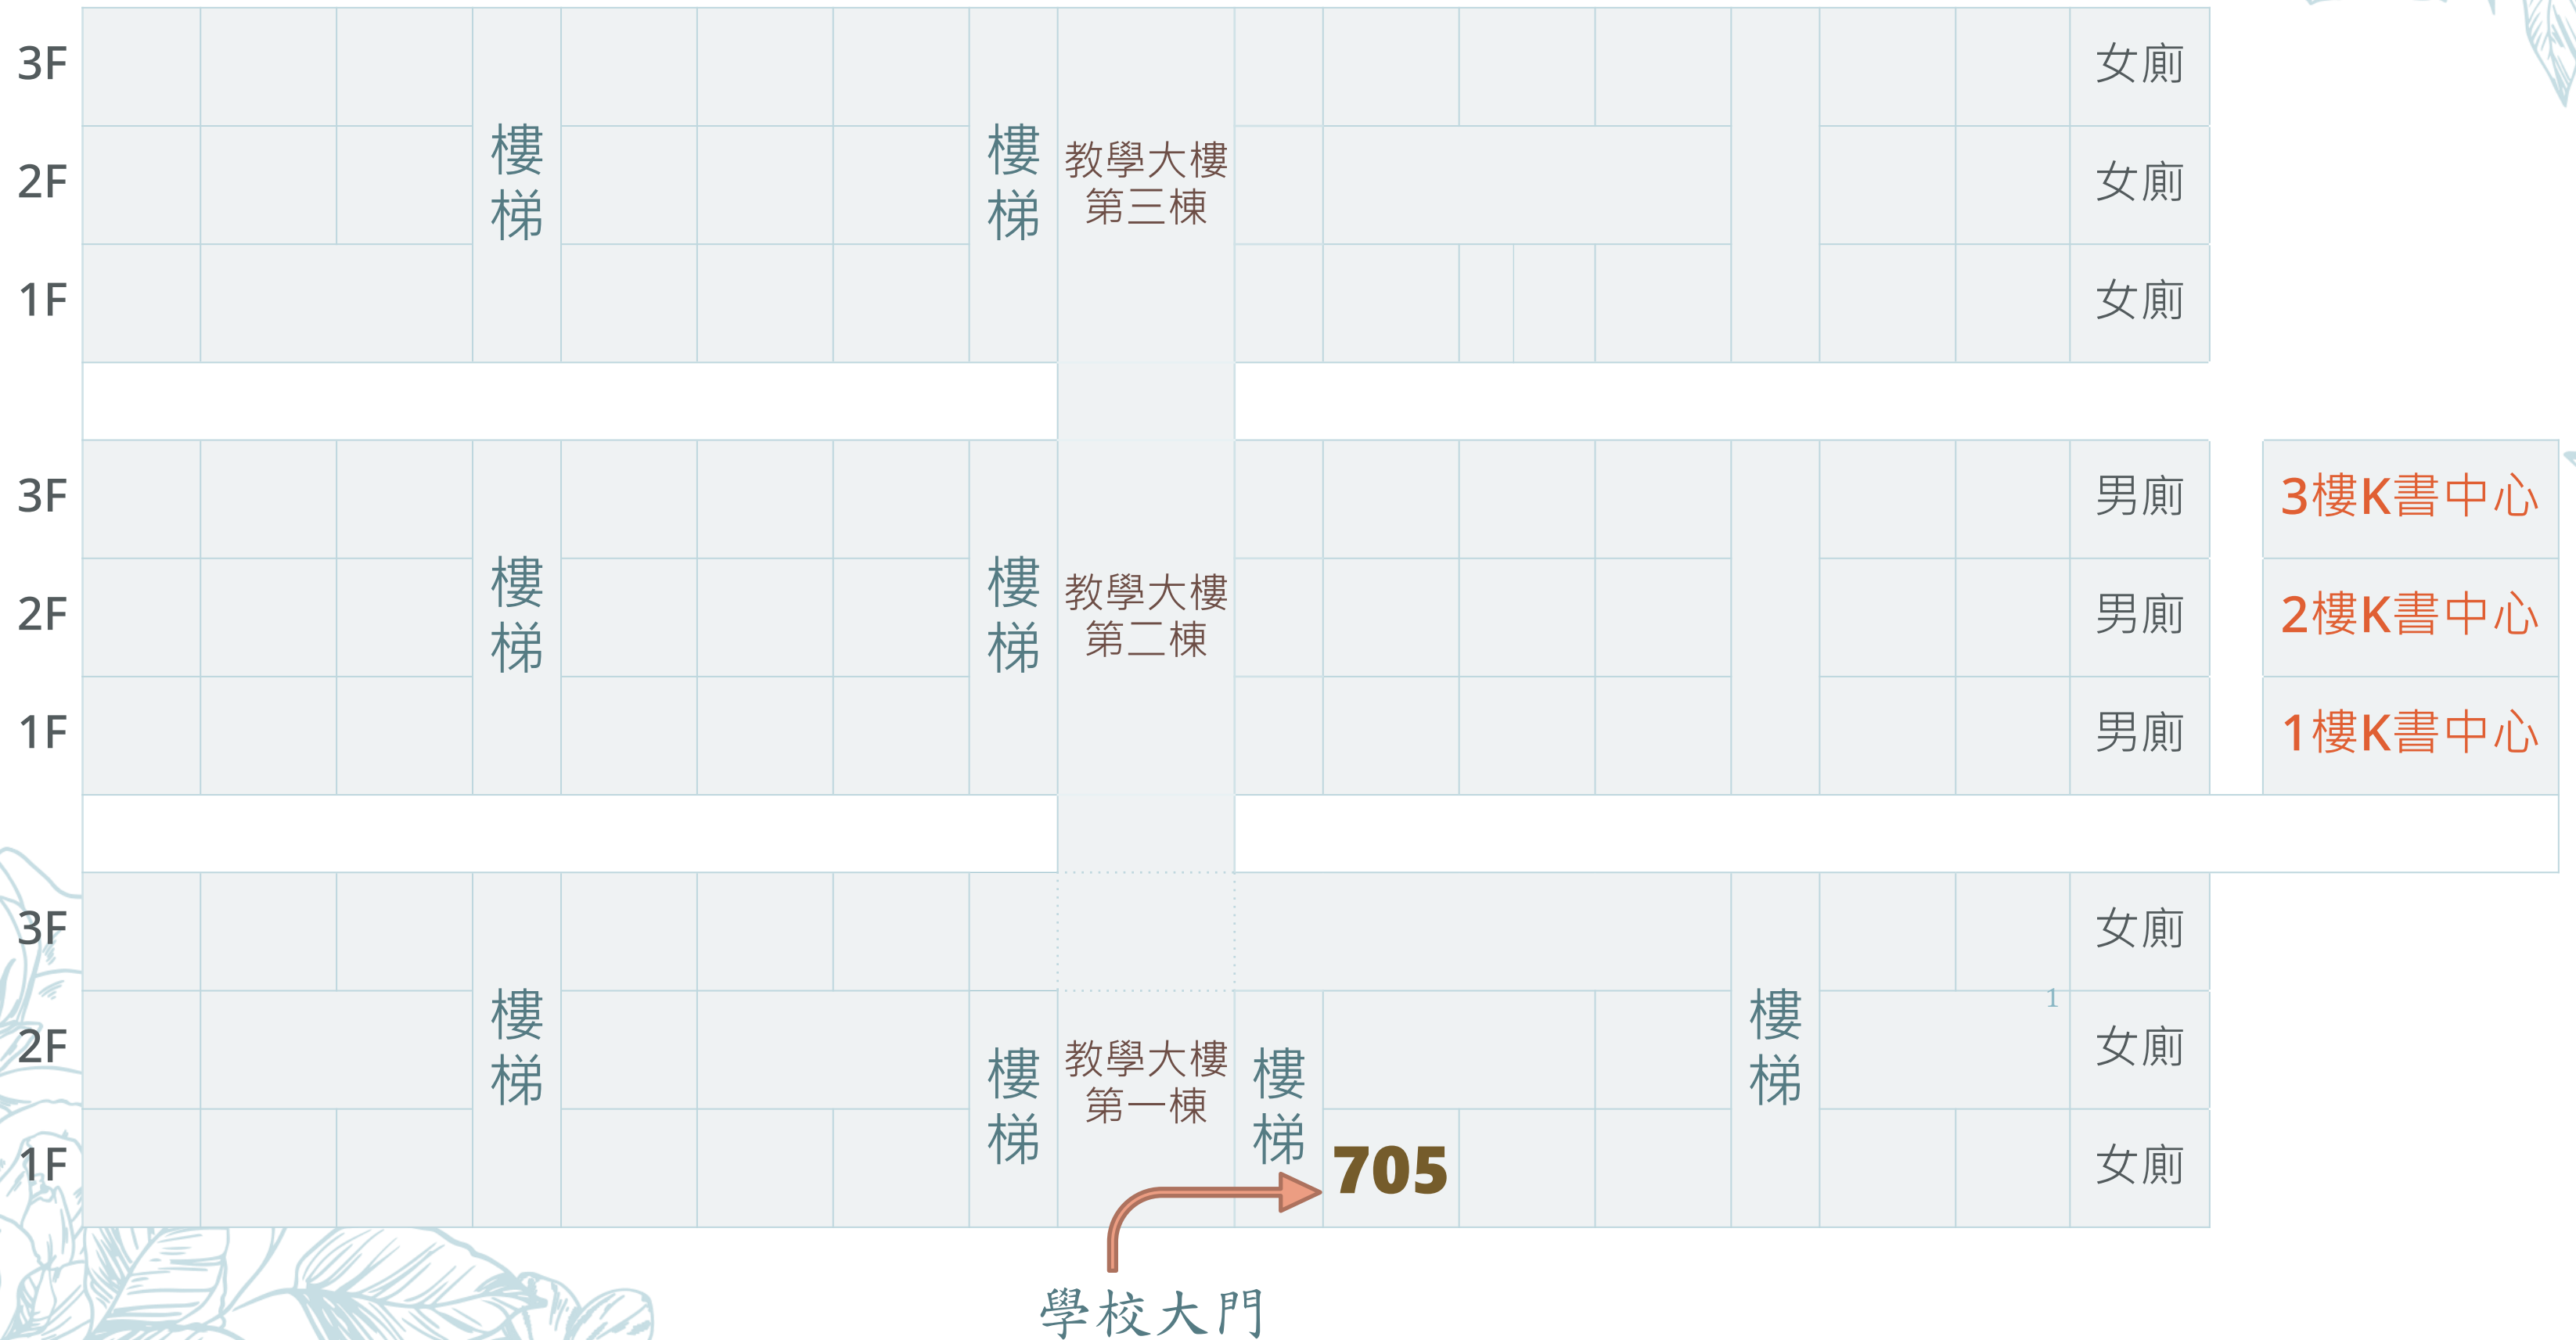 3F 女廁
樓梯 樓梯 教學大樓
第三棟
2F 女廁
1F 女廁
3F 男廁 3樓K書中心
樓梯 樓梯 教學大樓
第二棟
2F 男廁 2樓K書中心
1F 男廁 1樓K書中心
3F 女廁
樓梯 樓梯 教學大樓
第一棟
樓梯 樓梯 1
2F 女廁
1F 705 女廁
學校大門